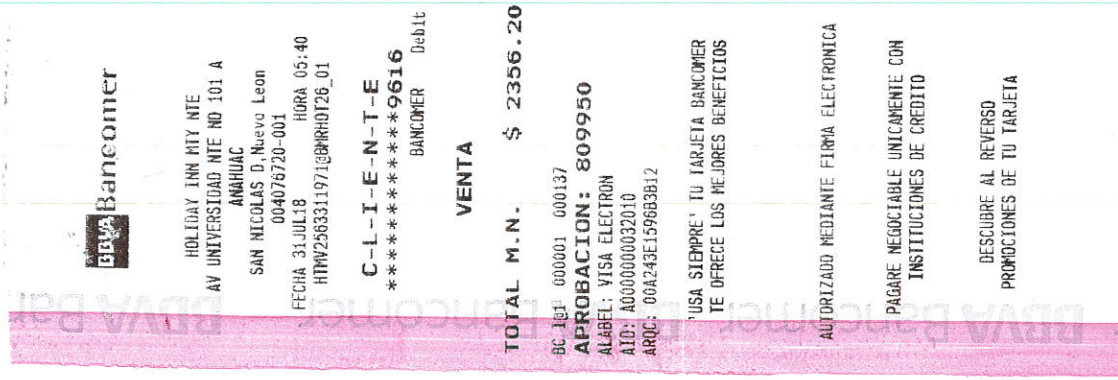 BBVA Bancomer
HOLIDAY INN MTY NTE
AV UNIVERSIDAD NTE NO 101 A
ANAHUAC
SAN NICOLAS D,Nuevo Leon
004076720-001
FECHA 31JUL18 HORA 05:40
HTMV25633119710@BMRHOT26_01
C-L-I-E-N-T-E
************9616
BANCOMER Debit
VENTA
TOTAL M.N. $ 2356.20
BC 1@1 000001 000137
APROBACION: 809950
ALABEL: VISA ELECTRON
AID: A0000000032010
ARQC: 00A243E1596B3B12
'USA SIEMPRE' TU TARJETA BANCOMER
TE OFRECE LOS MEJORES BENEFICIOS
AUTORIZADO MEDIANTE FIRMA ELECTRONICA
PAGARE NEGOCIABLE UNICAMENTE CON
INSTITUCIONES DE CREDITO
DESCUBRE AL REVERSO
PROMOCIONES DE TU TARJETA